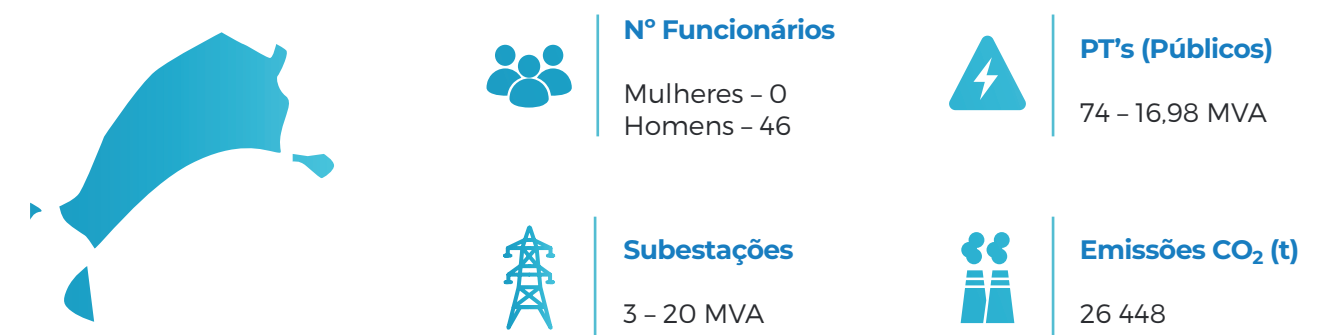 Nº Funcionários
Mulheres – 0
Homens – 46
PT’s (Públicos)
74 – 16,98 MVA
Subestações
3 – 20 MVA
Emissões CO₂ (t)
26 448